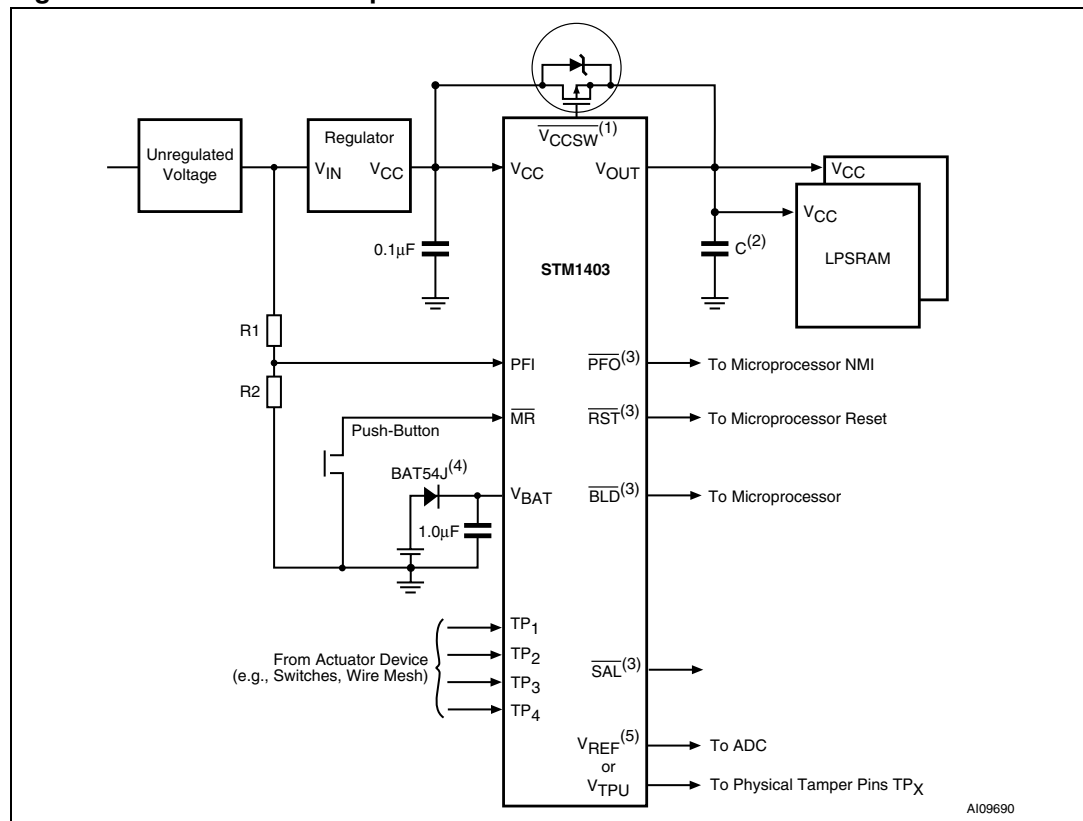 Unregulated
Voltage
Regulator
VIN
VCC
VCCSW(1)
VCC
VOUT
VCC
VCC
LPSRAM
0.1µF
C(2)
STM1403
R1
R2
PFI
PFO(3)
To Microprocessor NMI
MR
RST(3)
To Microprocessor Reset
Push-Button
BAT54J(4)
VBAT
BLD(3)
To Microprocessor
1.0µF
TP1
TP2
TP3
TP4
From Actuator Device
(e.g., Switches, Wire Mesh)
SAL(3)
VREF(5)
or
VTPU
To ADC
To Physical Tamper Pins TPX
AI09690